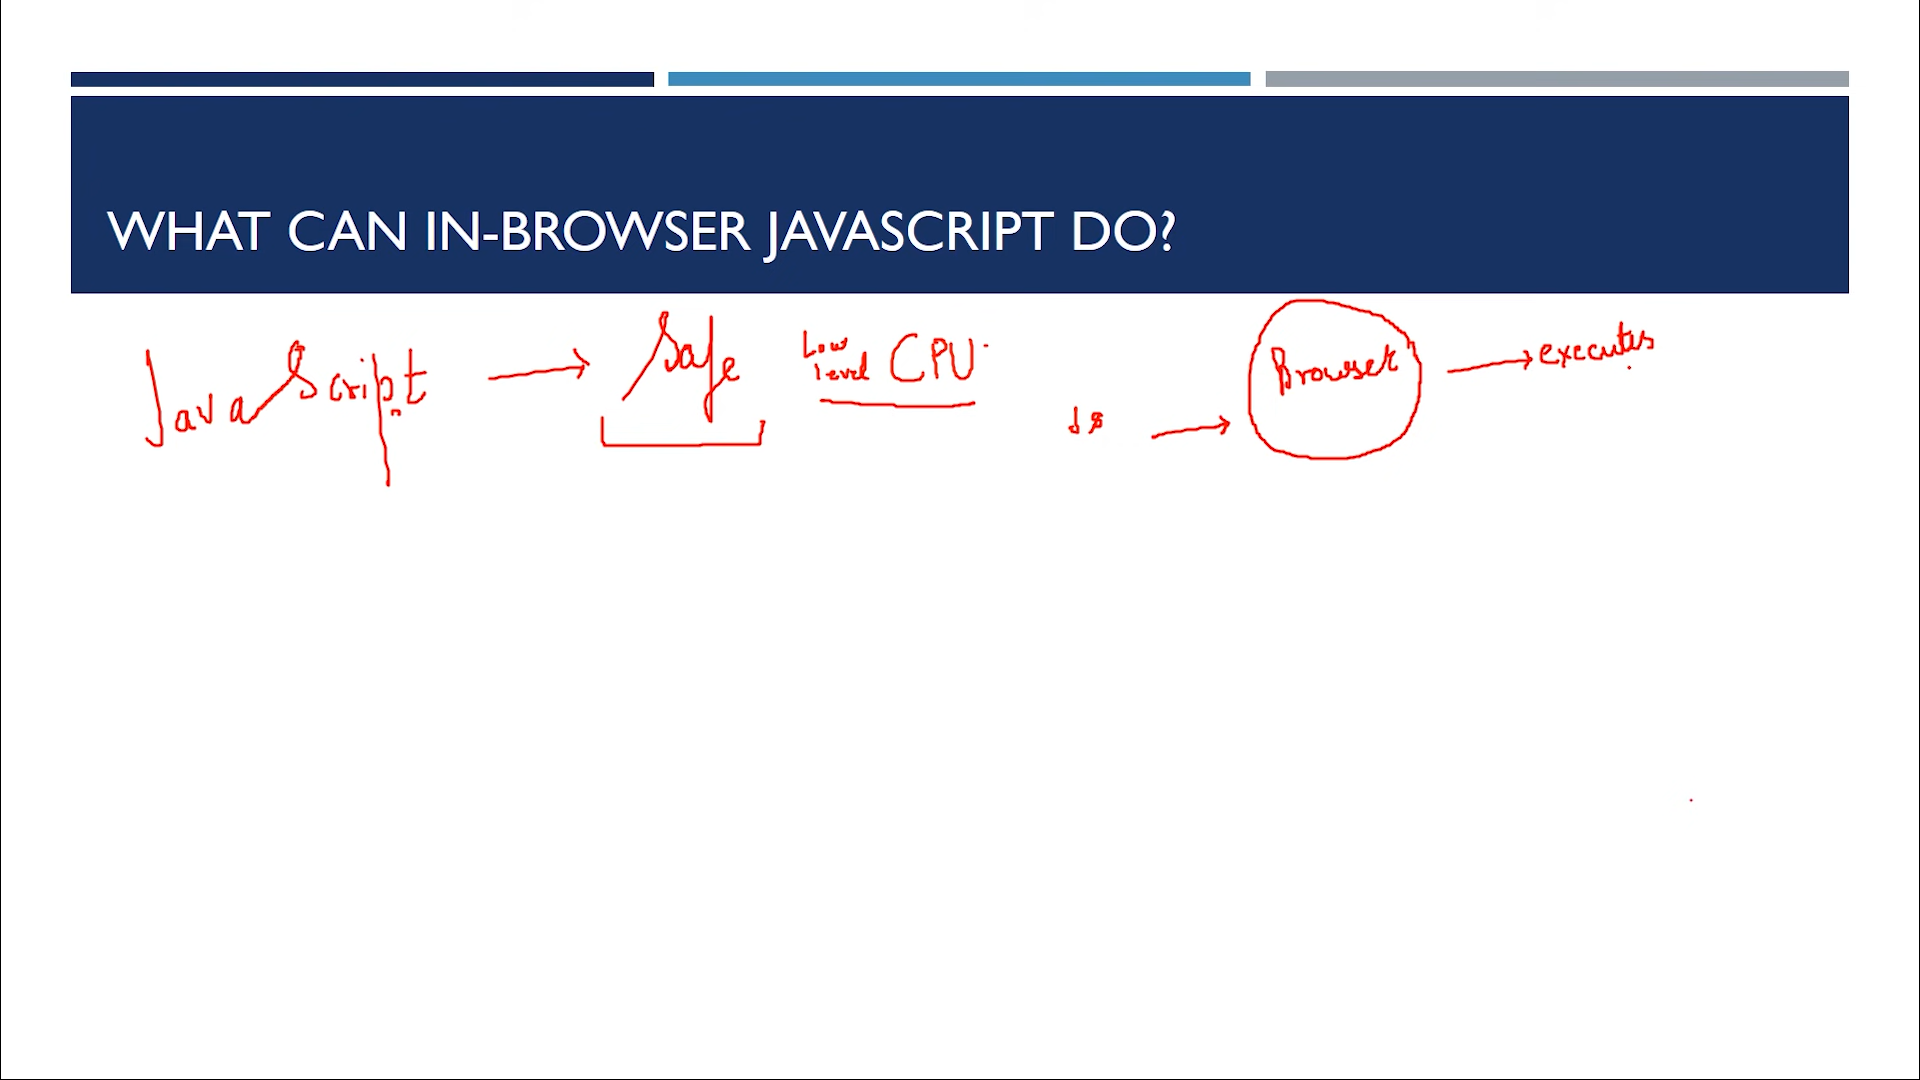 WHAT CAN IN-BROWSER JAVASCRIPT DO?
JavaScript → Safe Low level CPU
JS → Browser → executes